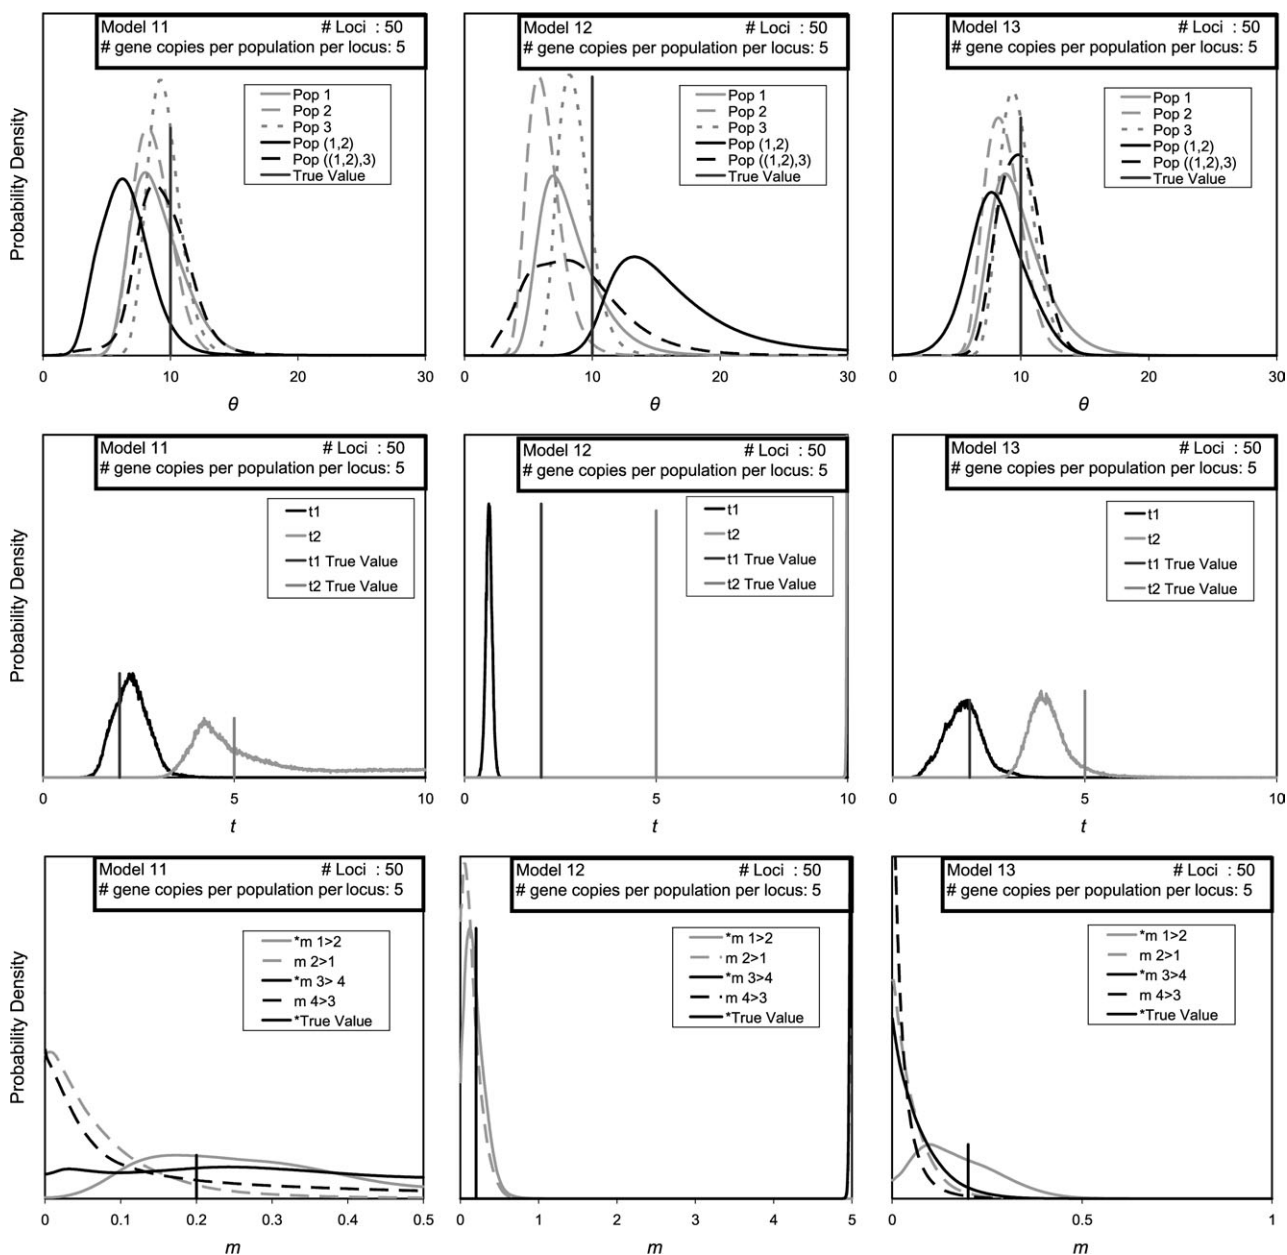 Model 11 # Loci : 50
# gene copies per population per locus: 5
Pop 1
Pop 2
Pop 3
Pop (1,2)
Pop ((1,2),3)
True Value
Probability Density
0 10 20 30
θ
Model 12 # Loci : 50
# gene copies per population per locus: 5
Pop 1
Pop 2
Pop 3
Pop (1,2)
Pop ((1,2),3)
True Value
0 10 20 30
θ
Model 13 # Loci : 50
# gene copies per population per locus: 5
Pop 1
Pop 2
Pop 3
Pop (1,2)
Pop ((1,2),3)
True Value
0 10 20 30
θ
Model 11 # Loci : 50
# gene copies per population per locus: 5
t1
t2
t1 True Value
t2 True Value
Probability Density
0 5 10
t
Model 12 # Loci : 50
# gene copies per population per locus: 5
t1
t2
t1 True Value
t2 True Value
0 5 10
t
Model 13 # Loci : 50
# gene copies per population per locus: 5
t1
t2
t1 True Value
t2 True Value
0 5 10
t
Model 11 # Loci : 50
# gene copies per population per locus: 5
*m 1>2
m 2>1
*m 3> 4
m 4>3
*True Value
Probability Density
0 0.1 0.2 0.3 0.4 0.5
m
Model 12 # Loci : 50
# gene copies per population per locus: 5
*m 1>2
m 2>1
*m 3>4
m 4>3
*True Value
0 1 2 3 4 5
m
Model 13 # Loci : 50
# gene copies per population per locus: 5
*m 1>2
m 2>1
*m 3>4
m 4>3
*True Value
0 0.5 1
m